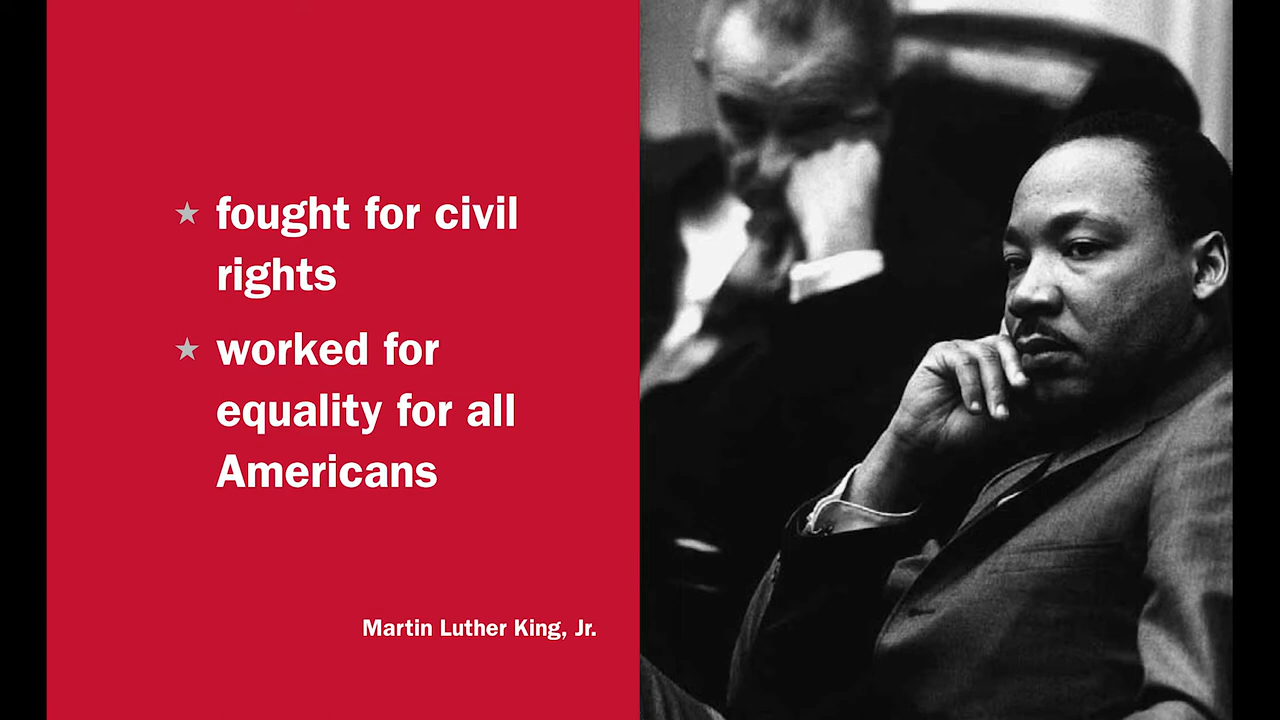 fought for civil
rights
worked for
equality for all
Americans
Martin Luther King, Jr.